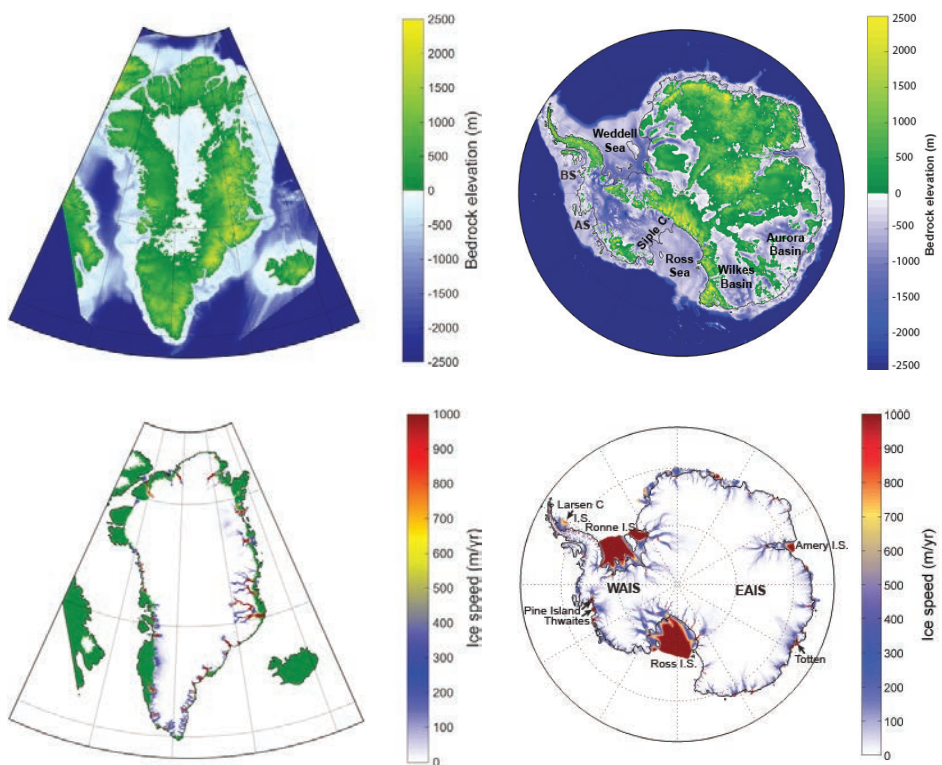 2500
2000
1500
1000
500
0
-500
-1000
-1500
-2000
-2500
Bedrock elevation (m)
Weddell
Sea
BS
AS
Siple C.
Ross
Sea
Wilkes
Basin
Aurora
Basin
2500
2000
1500
1000
500
0
-500
-1000
-1500
-2000
-2500
Bedrock elevation (m)
1000
900
800
700
600
500
400
300
200
100
0
Ice speed (m/yr)
Larsen C
I.S.
Ronne I.S.
Amery I.S.
WAIS
EAIS
Pine Island
Thwaites
Ross I.S.
Totten
1000
900
800
700
600
500
400
300
200
100
0
Ice speed (m/yr)